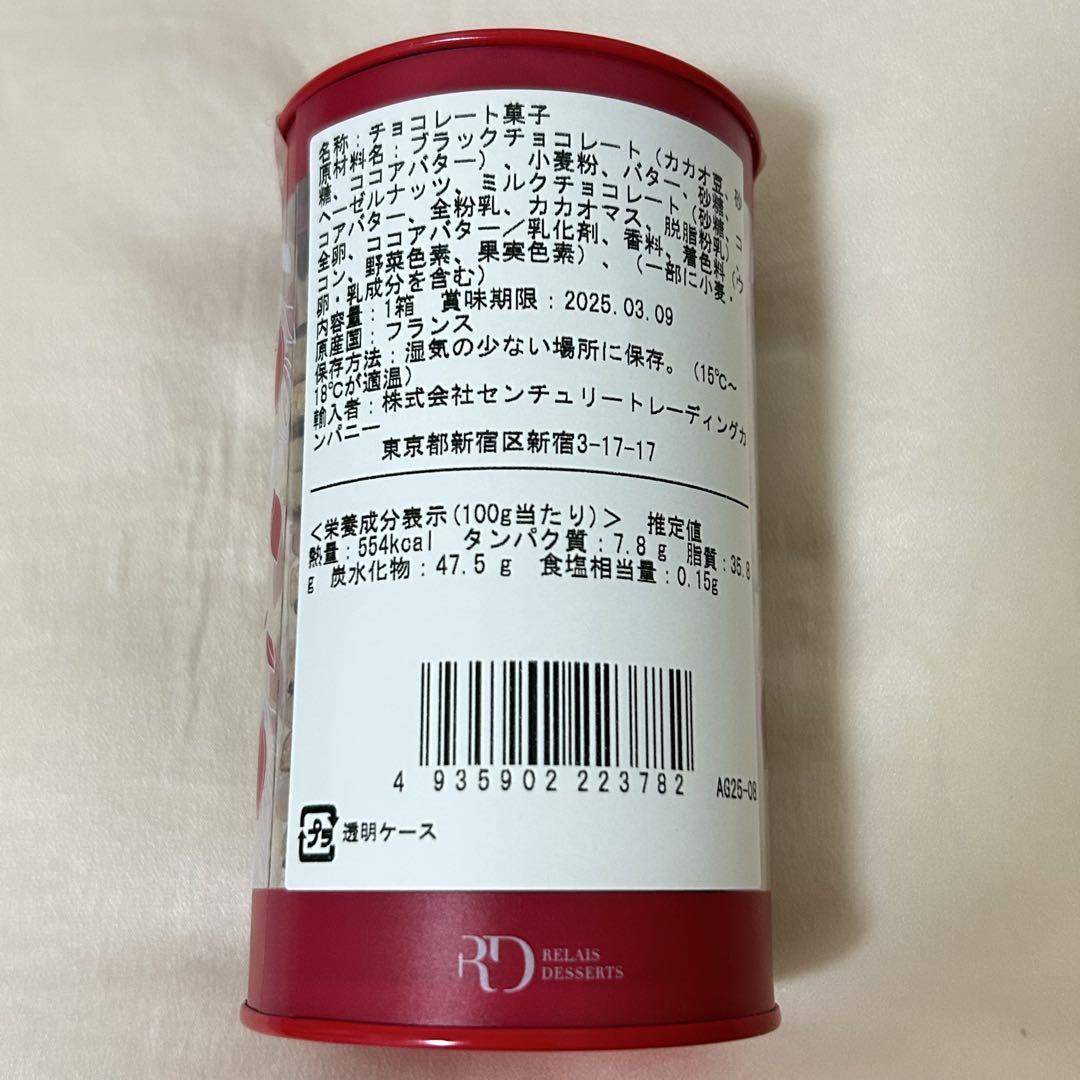 名称：チョコレート菓子
原材料名：ブラックチョコレート（カカオ豆、砂
糖、ココアバター）、小麦粉、バター、砂糖、
ヘーゼルナッツ、ミルクチョコレート（砂糖、コ
コアバター、全粉乳、カカオマス、脱脂粉乳）、
全卵、ココアバター／乳化剤、香料、着色料（ウ
コン、野菜色素、果実色素）、（一部に小麦・
卵・乳成分を含む）
内容量：1箱　賞味期限：2025.03.09
原産国：フランス
保存方法：湿気の少ない場所に保存。（15℃～
18℃が適温）
輸入者：株式会社センチュリートレーディングカ
ンパニー
東京都新宿区新宿3-17-17
＜栄養成分表示(100g当たり)＞　推定値
熱量：554kcal　タンパク質：7.8 g　脂質：35.8
g　炭水化物：47.5 g　食塩相当量：0.15g
4 935902 223782
AG25-08
プラ 透明ケース
RD RELAIS
DESSERTS